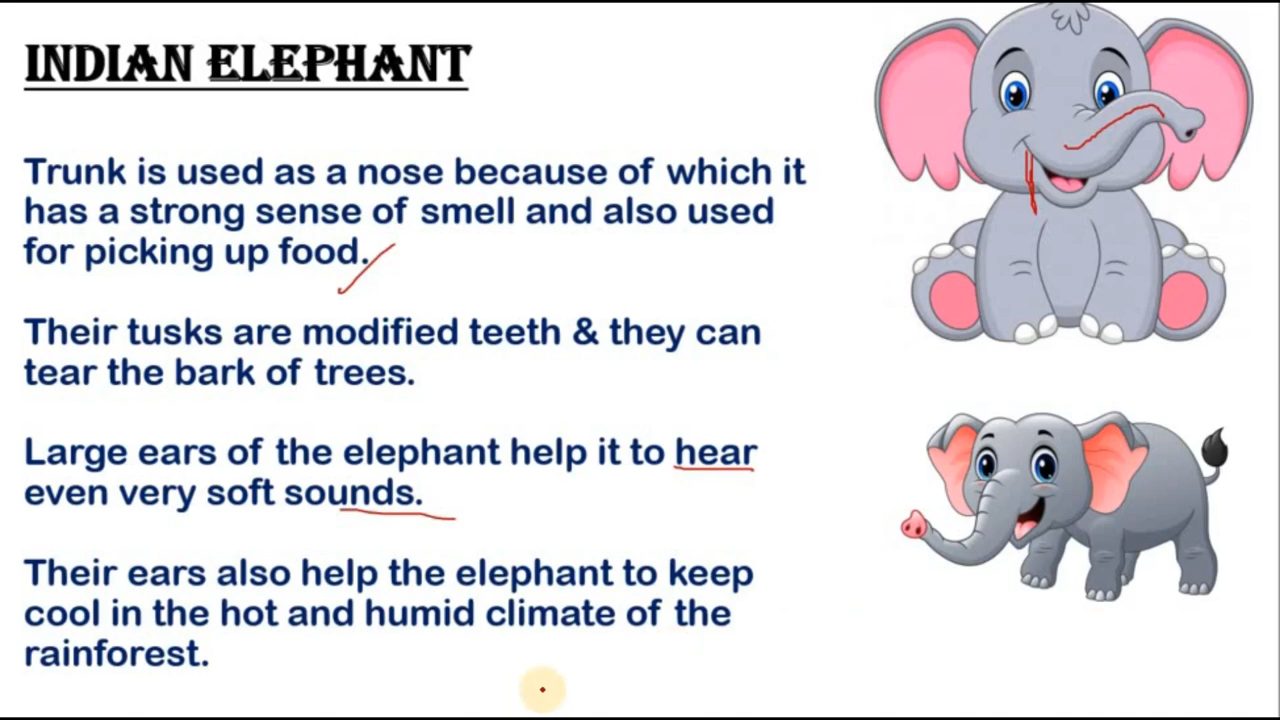 INDIAN ELEPHANT
Trunk is used as a nose because of which it
has a strong sense of smell and also used
for picking up food.
Their tusks are modified teeth & they can
tear the bark of trees.
Large ears of the elephant help it to hear
even very soft sounds.
Their ears also help the elephant to keep
cool in the hot and humid climate of the
rainforest.